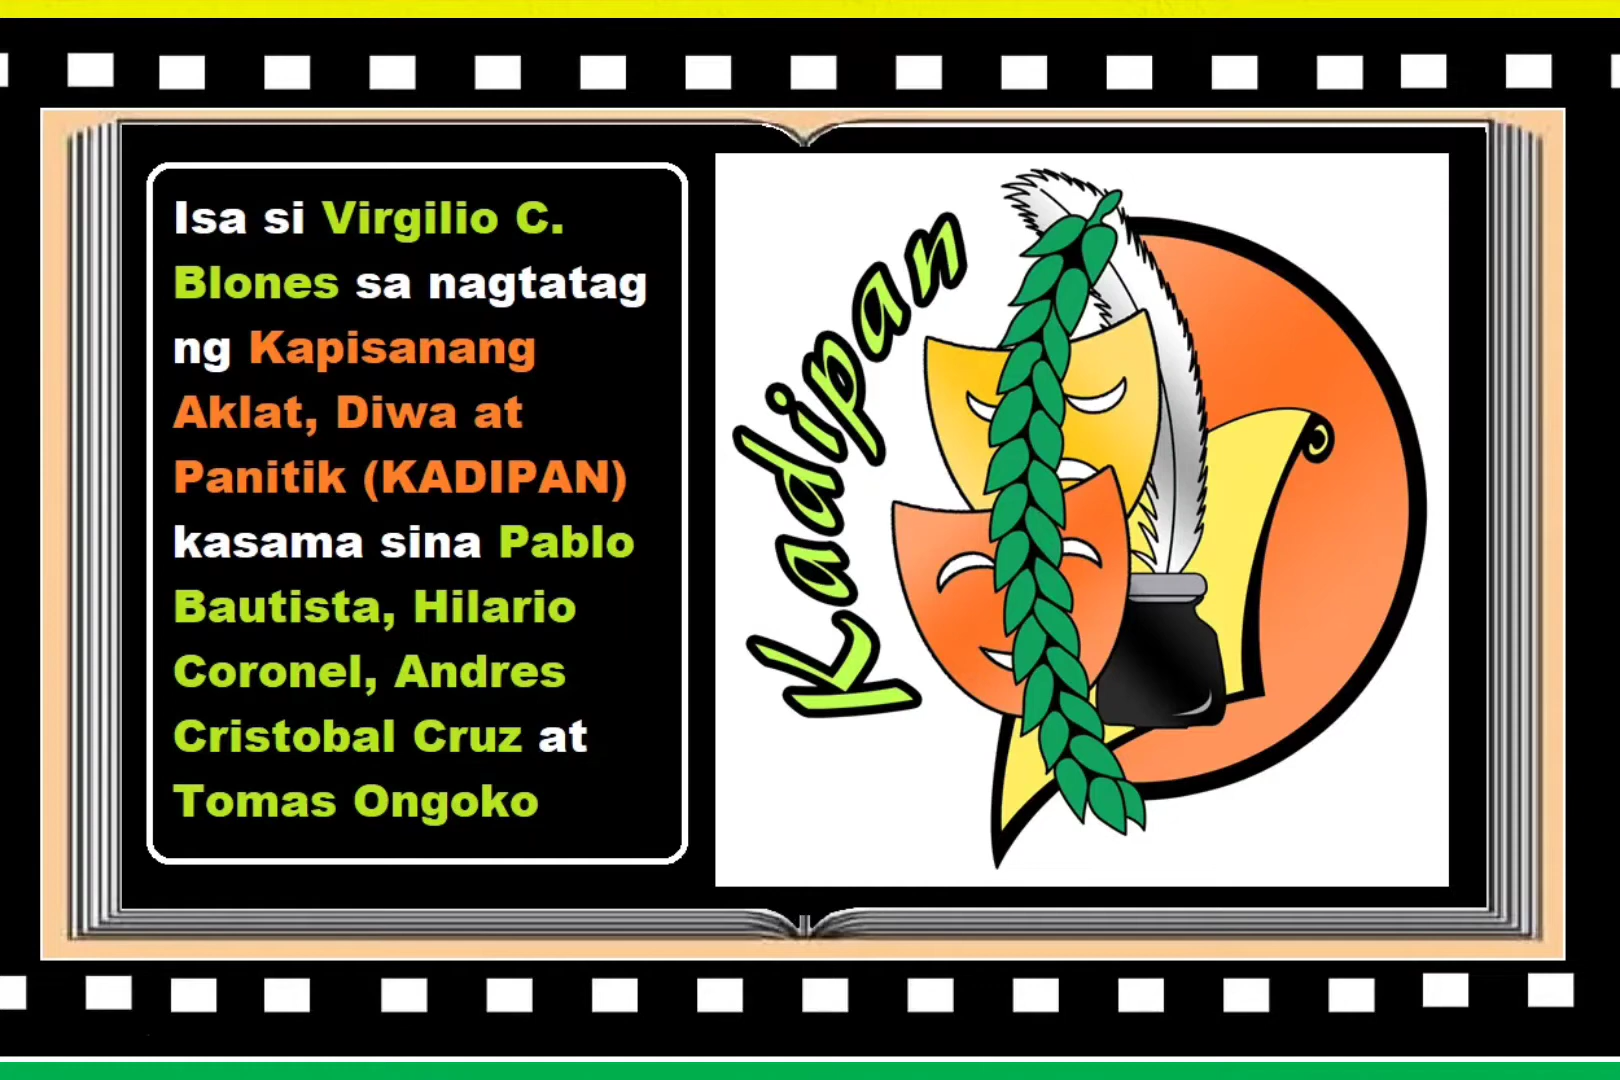 Isa si Virgilio C.
Blones sa nagtatag
ng Kapisanang
Aklat, Diwa at
Panitik (KADIPAN)
kasama sina Pablo
Bautista, Hilario
Coronel, Andres
Cristobal Cruz at
Tomas Ongoko
Kadipan